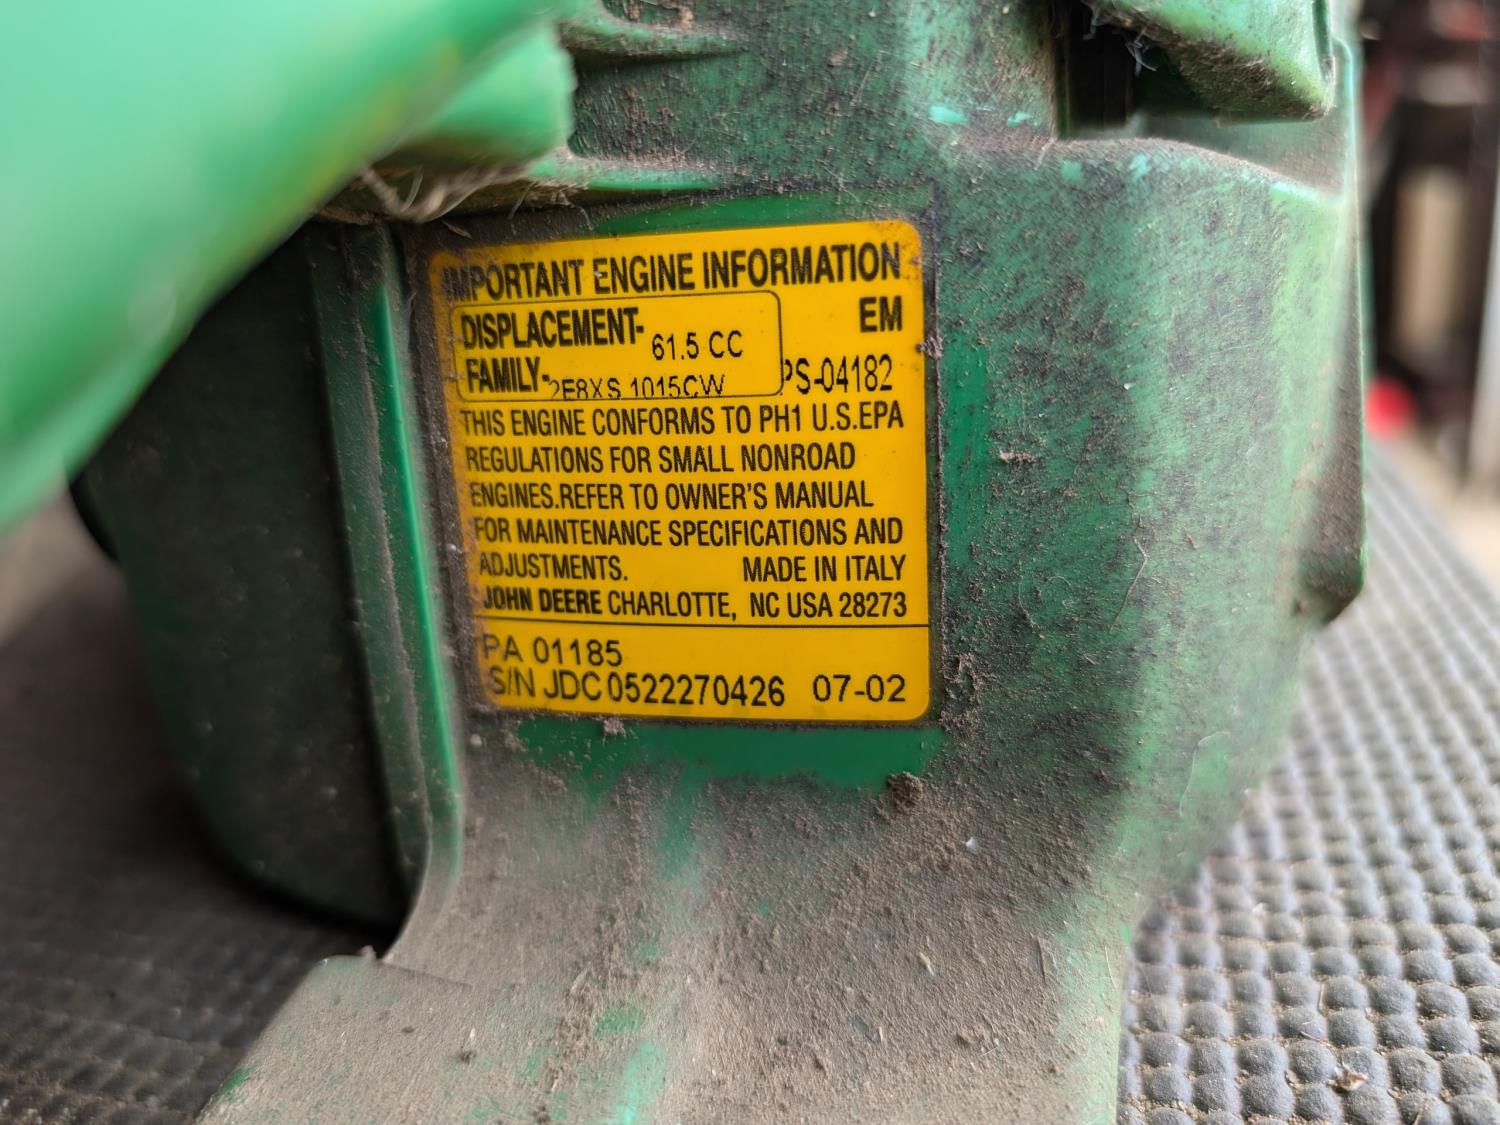 IMPORTANT ENGINE INFORMATION
DISPLACEMENT- 61.5 CC EM
FAMILY- 2E8XS.1015CW PS-04182
THIS ENGINE CONFORMS TO PH1 U.S.EPA
REGULATIONS FOR SMALL NONROAD
ENGINES.REFER TO OWNER'S MANUAL
FOR MAINTENANCE SPECIFICATIONS AND
ADJUSTMENTS. MADE IN ITALY
JOHN DEERE CHARLOTTE, NC USA 28273
PA 01185
S/N JDC0522270426 07-02